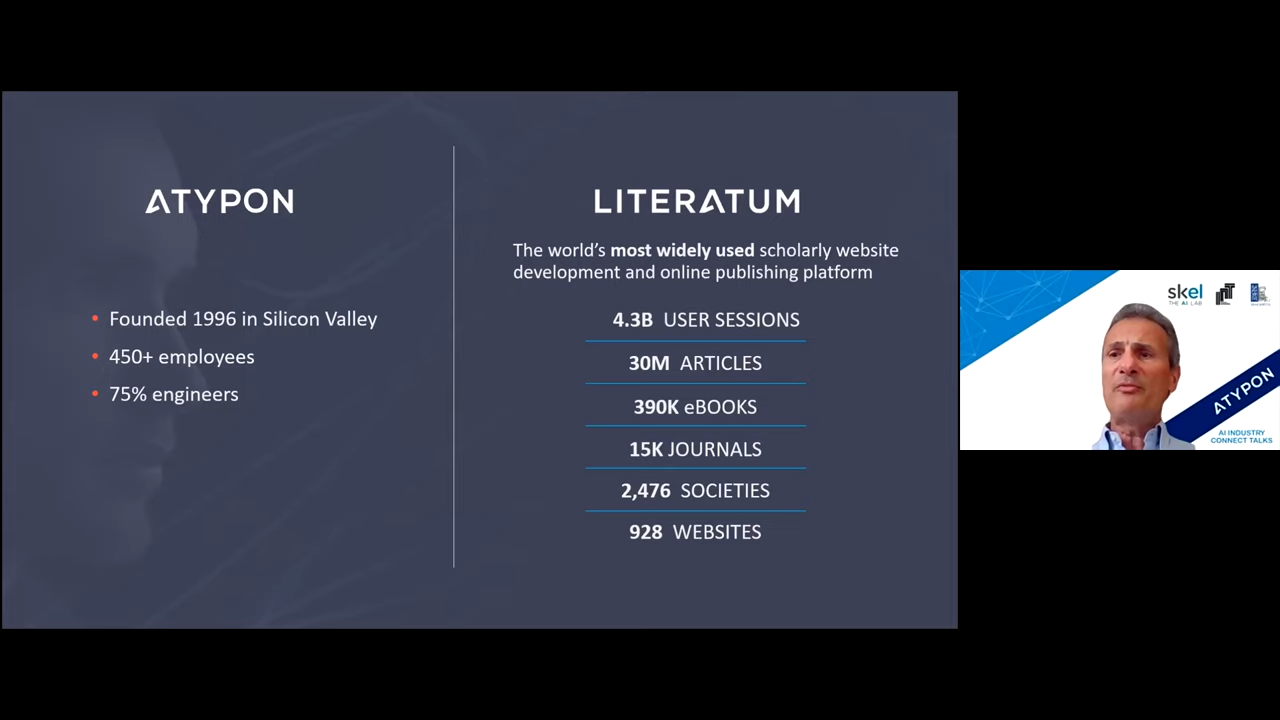 ATYPON
Founded 1996 in Silicon Valley
450+ employees
75% engineers
LITERATUM
The world's most widely used scholarly website
development and online publishing platform
4.3B USER SESSIONS
30M ARTICLES
390K eBOOKS
15K JOURNALS
2,476 SOCIETIES
928 WEBSITES
skel
THE AI LAB
ATYPON
AI INDUSTRY
CONNECT TALKS